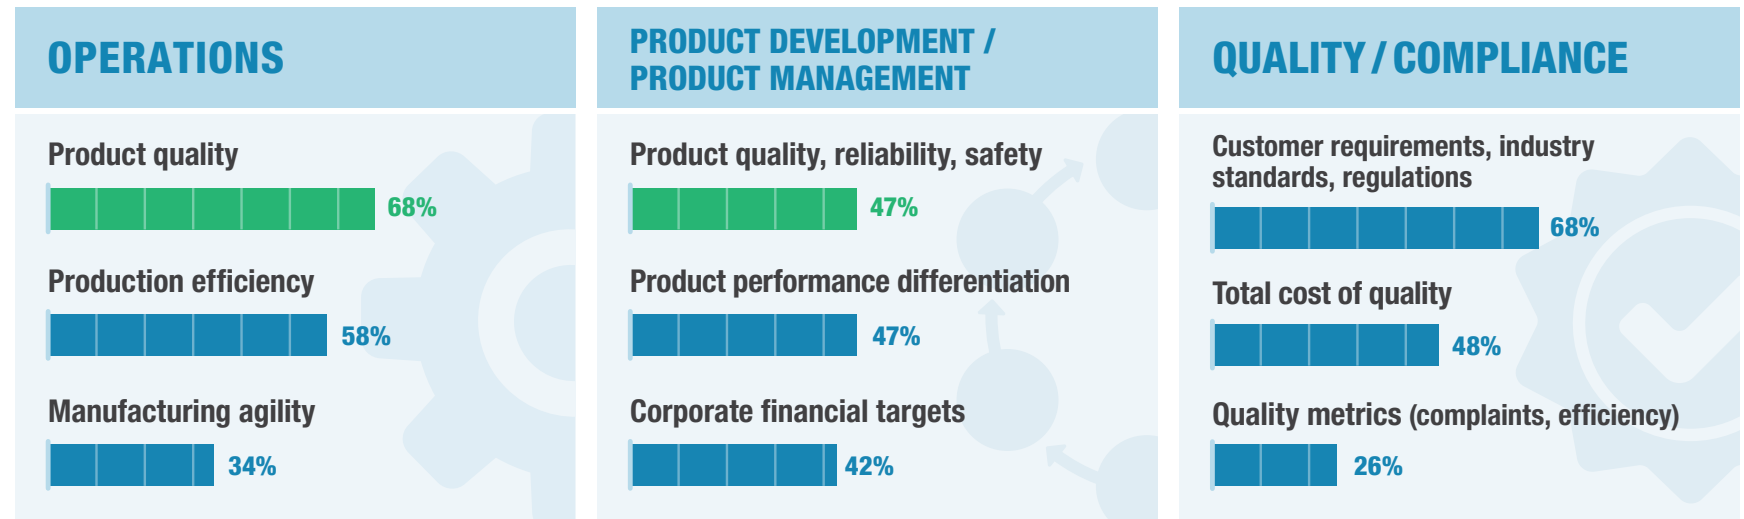 OPERATIONS
Product quality
68%
Production efficiency
58%
Manufacturing agility
34%
PRODUCT DEVELOPMENT /
PRODUCT MANAGEMENT
Product quality, reliability, safety
47%
Product performance differentiation
47%
Corporate financial targets
42%
QUALITY / COMPLIANCE
Customer requirements, industry
standards, regulations
68%
Total cost of quality
48%
Quality metrics (complaints, efficiency)
26%